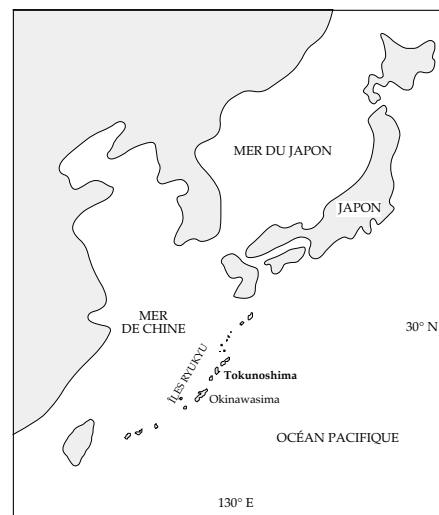 MER DU JAPON
JAPON
MER
DE CHINE
30° N
ÎLES RYUKYU
Tokunoshima
Okinawasima
OCÉAN PACIFIQUE
130° E